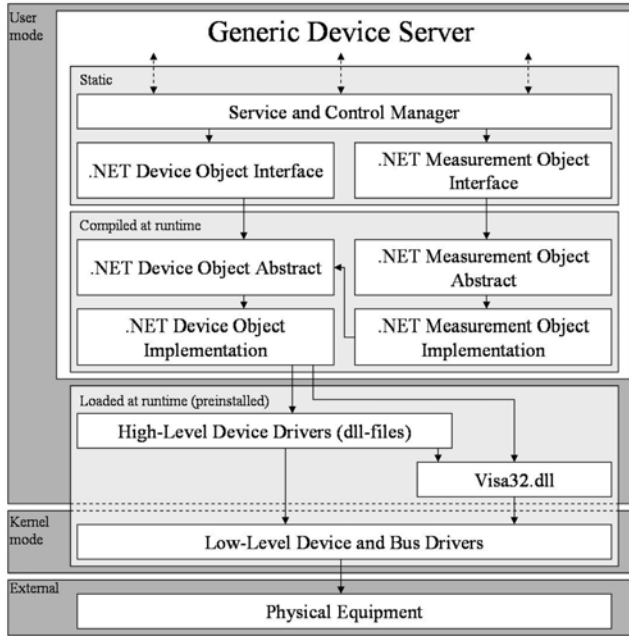 User
mode
Generic Device Server
Static
Service and Control Manager
.NET Device Object Interface
.NET Measurement Object
Interface
Compiled at runtime
.NET Device Object Abstract
.NET Measurement Object
Abstract
.NET Device Object
Implementation
.NET Measurement Object
Implementation
Loaded at runtime (preinstalled)
High-Level Device Drivers (dll-files)
Visa32.dll
Kernel
mode
Low-Level Device and Bus Drivers
External
Physical Equipment